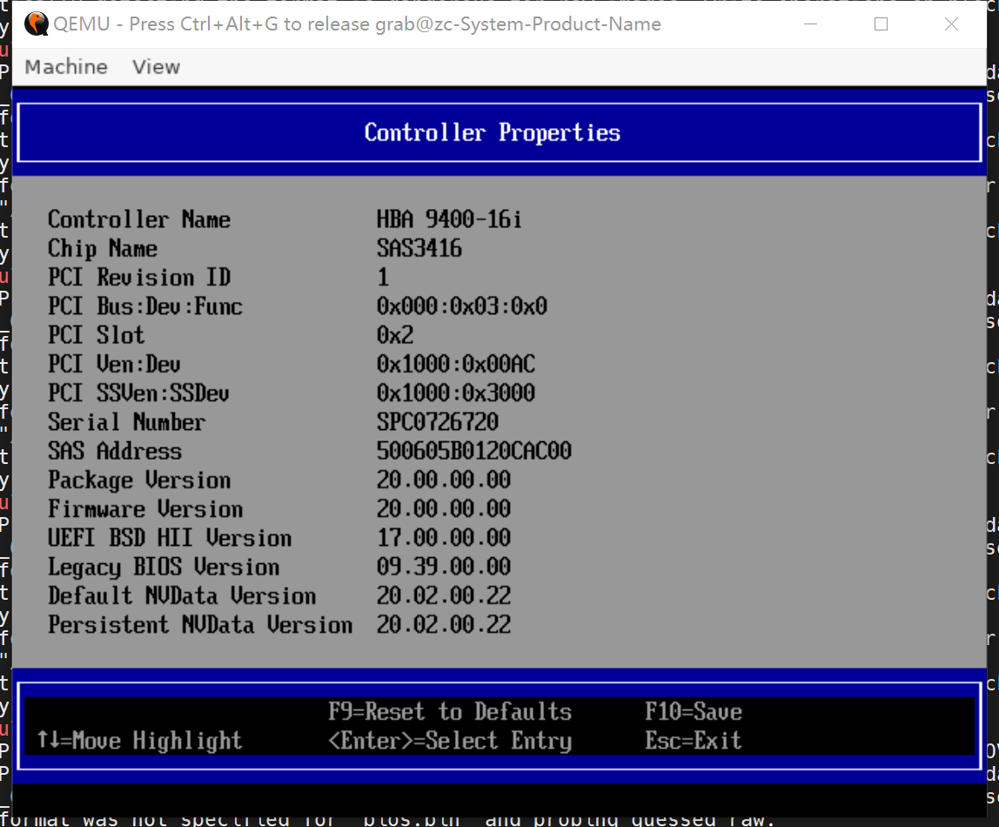 QEMU - Press Ctrl+Alt+G to release grab@zc-System-Product-Name
Machine View
Controller Properties
Controller Name HBA 9400-16i
Chip Name SAS3416
PCI Revision ID 1
PCI Bus:Dev:Func 0x000:0x03:0x0
PCI Slot 0x2
PCI Ven:Dev 0x1000:0x00AC
PCI SSVen:SSDev 0x1000:0x3000
Serial Number SPC0726720
SAS Address 500605B0120CAC00
Package Version 20.00.00.00
Firmware Version 20.00.00.00
UEFI BSD HII Version 17.00.00.00
Legacy BIOS Version 09.39.00.00
Default NVData Version 20.02.00.22
Persistent NVData Version 20.02.00.22
F9=Reset to Defaults F10=Save
↑↓=Move Highlight <Enter>=Select Entry Esc=Exit
format was not specified for 'bios.bin' and probing guessed raw.